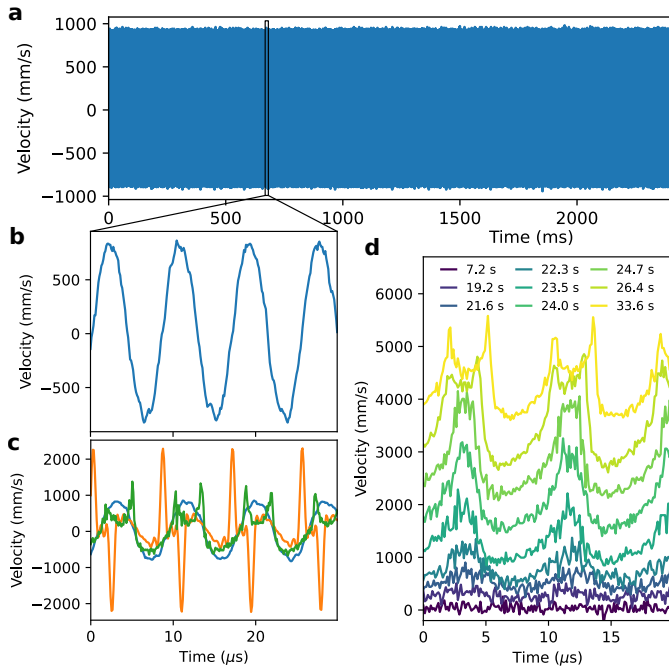 a
1000
500
0
−500
−1000
Velocity (mm/s)
0
500
1000
1500
2000
Time (ms)
b
500
0
−500
Velocity (mm/s)
c
2000
1000
0
−1000
−2000
Velocity (mm/s)
0
10
20
Time (μs)
d
7.2 s
22.3 s
24.7 s
19.2 s
23.5 s
26.4 s
21.6 s
24.0 s
33.6 s
6000
5000
4000
3000
2000
1000
0
Velocity (mm/s)
0
5
10
15
Time (μs)